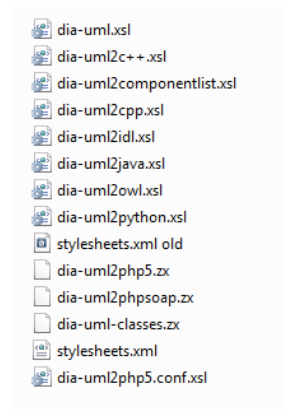 dia-uml.xsl
dia-uml2c++.xsl
dia-uml2componentlist.xsl
dia-uml2cpp.xsl
dia-uml2idl.xsl
dia-uml2java.xsl
dia-uml2owl.xsl
dia-uml2python.xsl
stylesheets.xml old
dia-uml2php5.zx
dia-uml2phpsoap.zx
dia-uml-classes.zx
stylesheets.xml
dia-uml2php5.conf.xsl